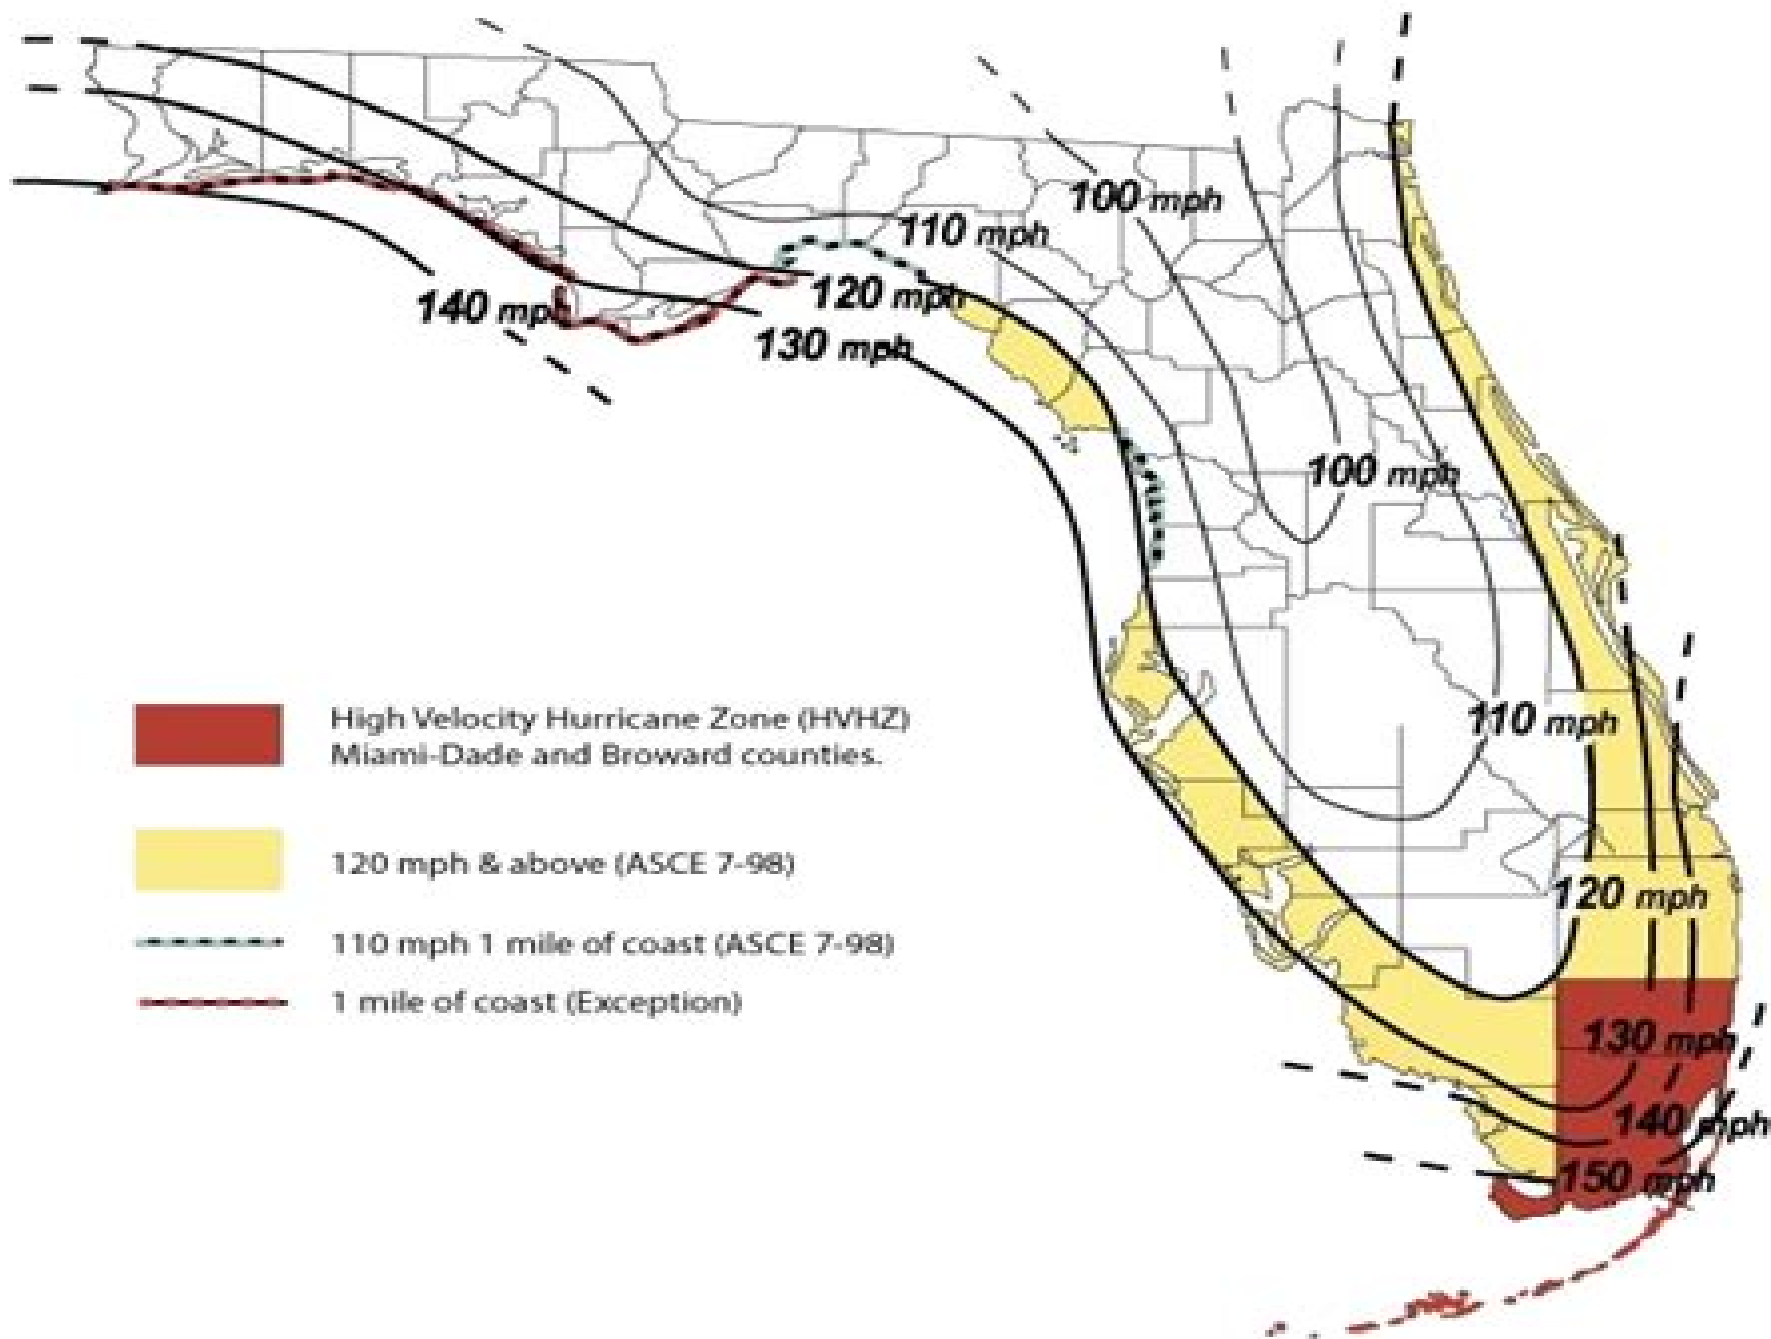 100 mph
110 mph
120 mph
140 mph
130 mph
100 mph
110 mph
High Velocity Hurricane Zone (HVHZ)
Miami-Dade and Broward counties.
120 mph & above (ASCE 7-98)
120 mph
110 mph 1 mile of coast (ASCE 7-98)
1 mile of coast (Exception)
130 mph
140 mph
150 mph